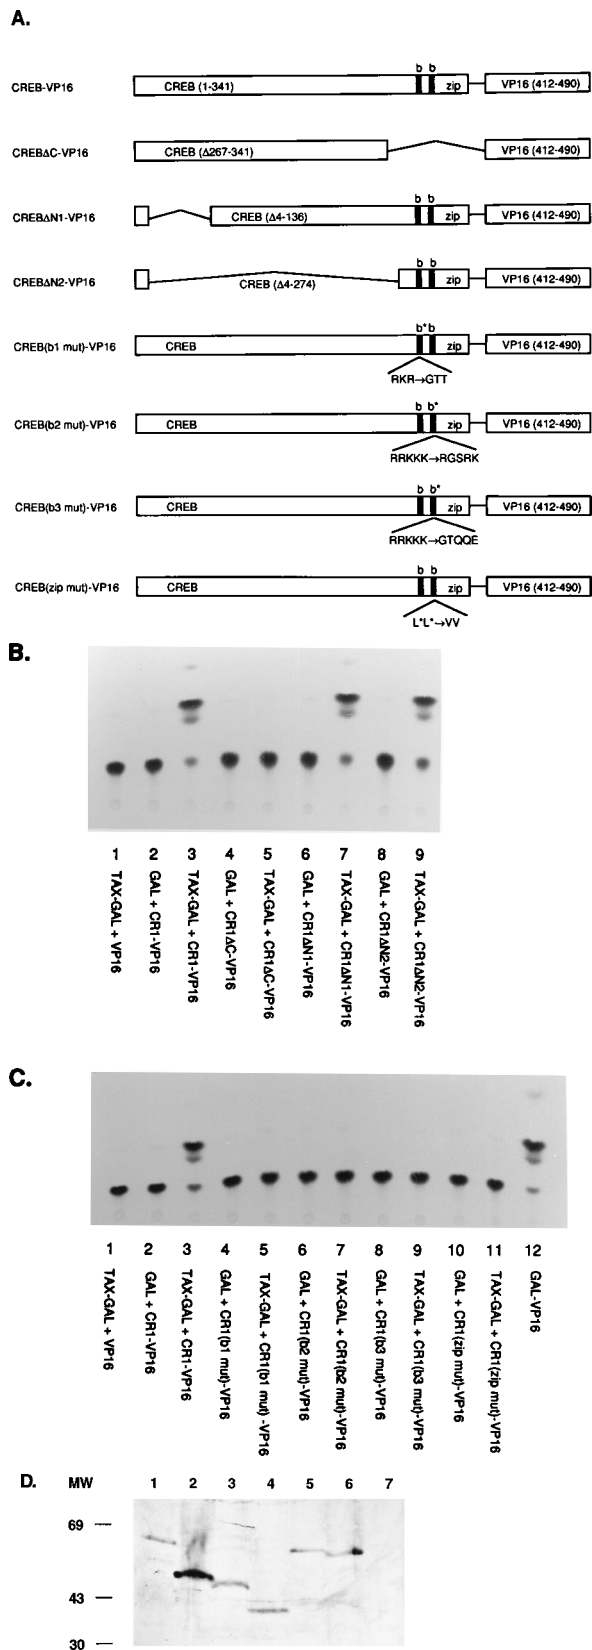 A.
b b
CREB-VP16 CREB (1-341) zip VP16 (412-490)
CREBΔC-VP16 CREB (Δ267-341) VP16 (412-490)
b b
CREBΔN1-VP16 CREB (Δ4-136) zip VP16 (412-490)
b b
CREBΔN2-VP16 CREB (Δ4-274) zip VP16 (412-490)
b* b
CREB(b1 mut)-VP16 CREB zip VP16 (412-490)
RKR→GTT
b b*
CREB(b2 mut)-VP16 CREB zip VP16 (412-490)
RRKKK→RGSRK
b b*
CREB(b3 mut)-VP16 CREB zip VP16 (412-490)
RRKKK→GTQQE
b b
CREB(zip mut)-VP16 CREB zip VP16 (412-490)
L*L*→VV
B.
1 2 3 4 5 6 7 8 9
TAX-GAL + VP16
GAL + CR1-VP16
TAX-GAL + CR1-VP16
GAL + CR1ΔC-VP16
TAX-GAL + CR1ΔC-VP16
GAL + CR1ΔN1-VP16
TAX-GAL + CR1ΔN1-VP16
GAL + CR1ΔN2-VP16
TAX-GAL + CR1ΔN2-VP16
C.
1 2 3 4 5 6 7 8 9 10 11 12
TAX-GAL + VP16
GAL + CR1-VP16
TAX-GAL + CR1-VP16
GAL + CR1(b1 mut)-VP16
TAX-GAL + CR1(b1 mut) -VP16
GAL + CR1(b2 mut)-VP16
TAX-GAL + CR1(b2 mut)-VP16
GAL + CR1(b3 mut)-VP16
TAX-GAL + CR1(b3 mut)-VP16
GAL + CR1(zip mut)-VP16
TAX-GAL + CR1(zip mut)-VP16
GAL-VP16
D.
MW 1 2 3 4 5 6 7
69
43
30